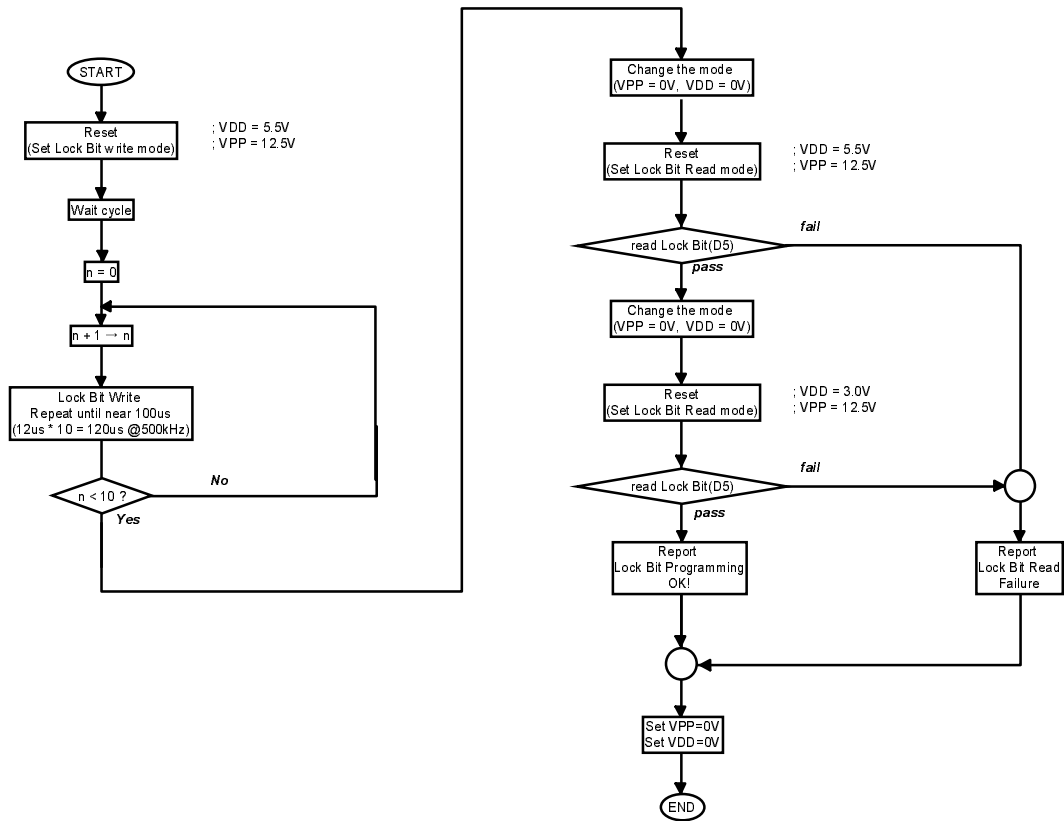 START
Reset
(Set Lock Bit write mode)
; VDD = 5.5V
; VPP = 12.5V
Wait cycle
n = 0
n + 1 → n
Lock Bit Write
Repeat until near 100us
(12us * 10 = 120us @500kHz)
n < 10 ?
No
Yes
Change the mode
(VPP = 0V, VDD = 0V)
Reset
(Set Lock Bit Read mode)
; VDD = 5.5V
; VPP = 12.5V
read Lock Bit(D5)
fail
pass
Change the mode
(VPP = 0V, VDD = 0V)
Reset
(Set Lock Bit Read mode)
; VDD = 3.0V
; VPP = 12.5V
read Lock Bit(D5)
fail
pass
Report
Lock Bit Programming
OK!
Report
Lock Bit Read
Failure
Set VPP=0V
Set VDD=0V
END